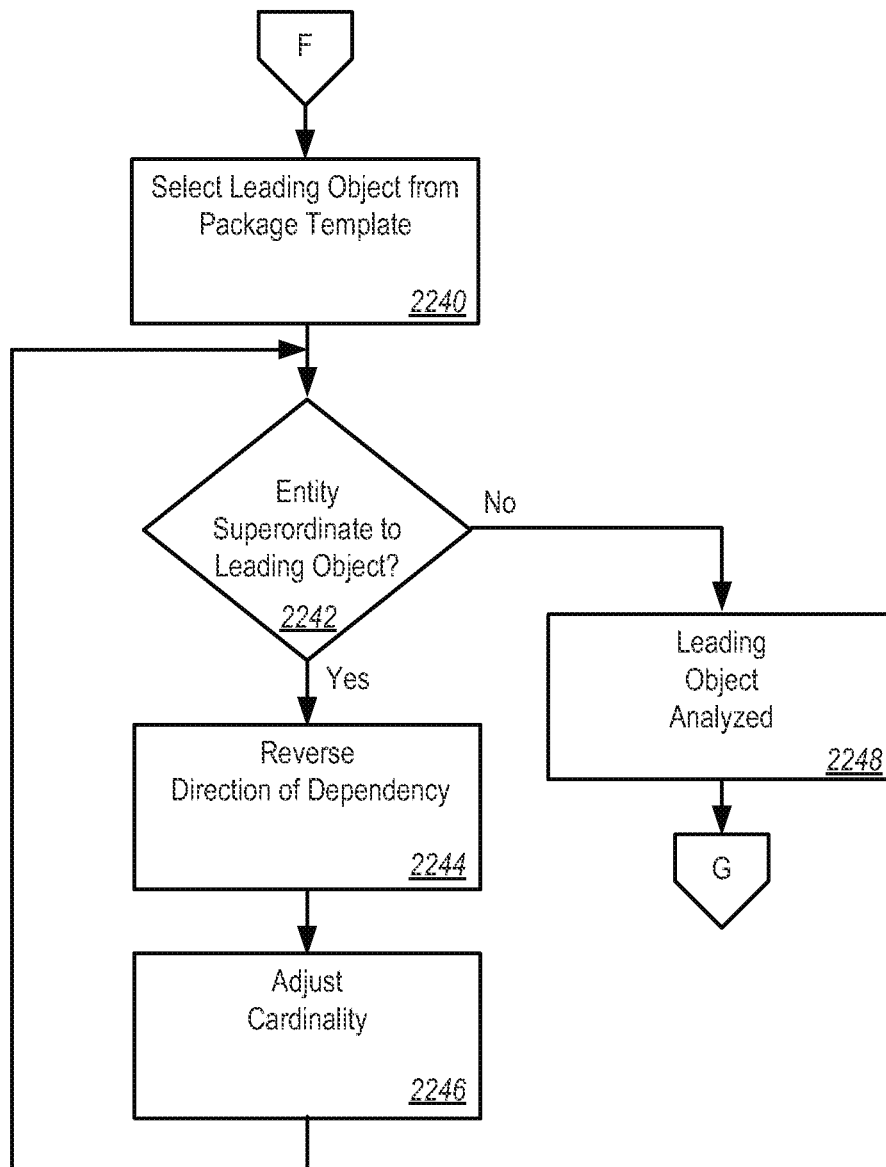 F
Select Leading Object from
Package Template
2240
Entity
Superordinate to
Leading Object?
2242
No
Yes
Leading
Object
Analyzed
2248
Reverse
Direction of Dependency
2244
G
Adjust
Cardinality
2246